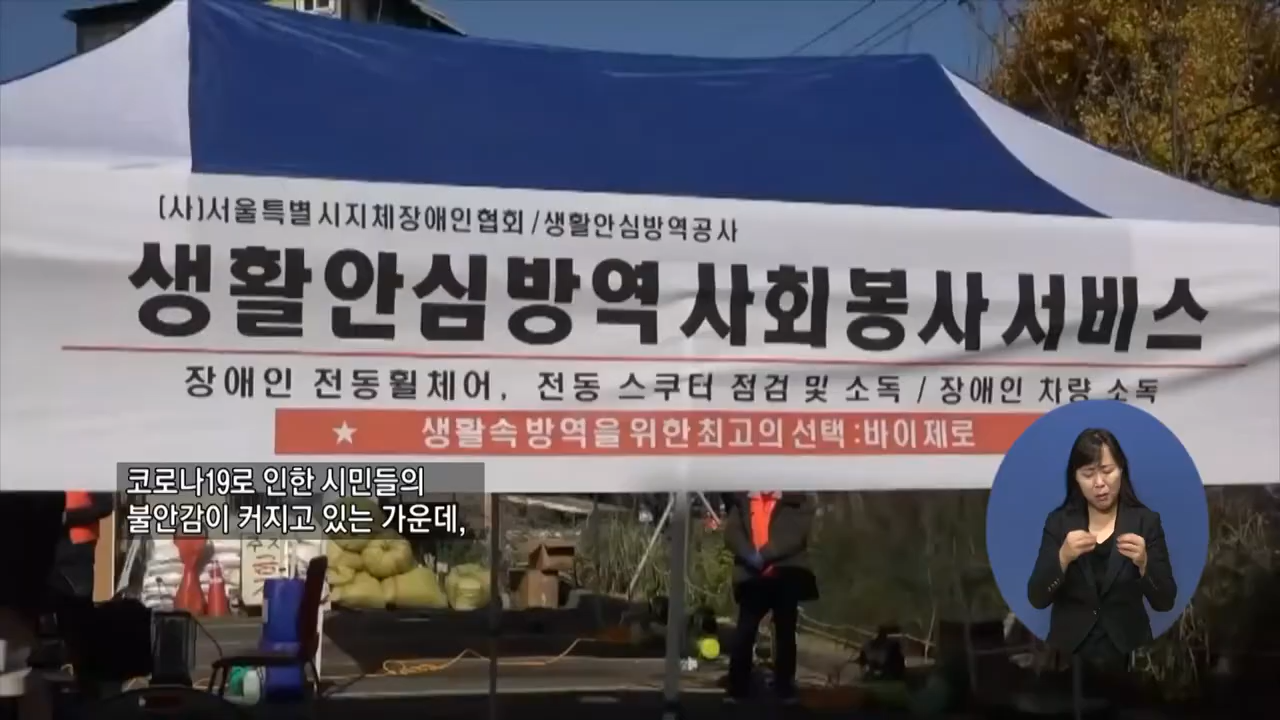 (사)서울특별시지체장애인협회/생활안심방역공사
생활안심방역사회봉사서비스
장애인 전동휠체어, 전동 스쿠터 점검 및 소독 / 장애인 차량 소독
★ 생활속 방역을 위한 최고의 선택 : 바이제로
코로나19로 인한 시민들의
불안감이 커지고 있는 가운데,